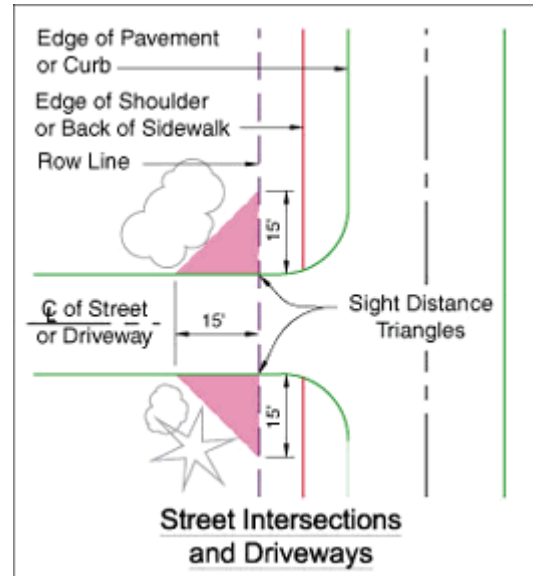 Edge of Pavement
or Curb
Edge of Shoulder
or Back of Sidewalk
Row Line
15'
℄ of Street
or Driveway
15'
Sight Distance
Triangles
15'
Street Intersections
and Driveways